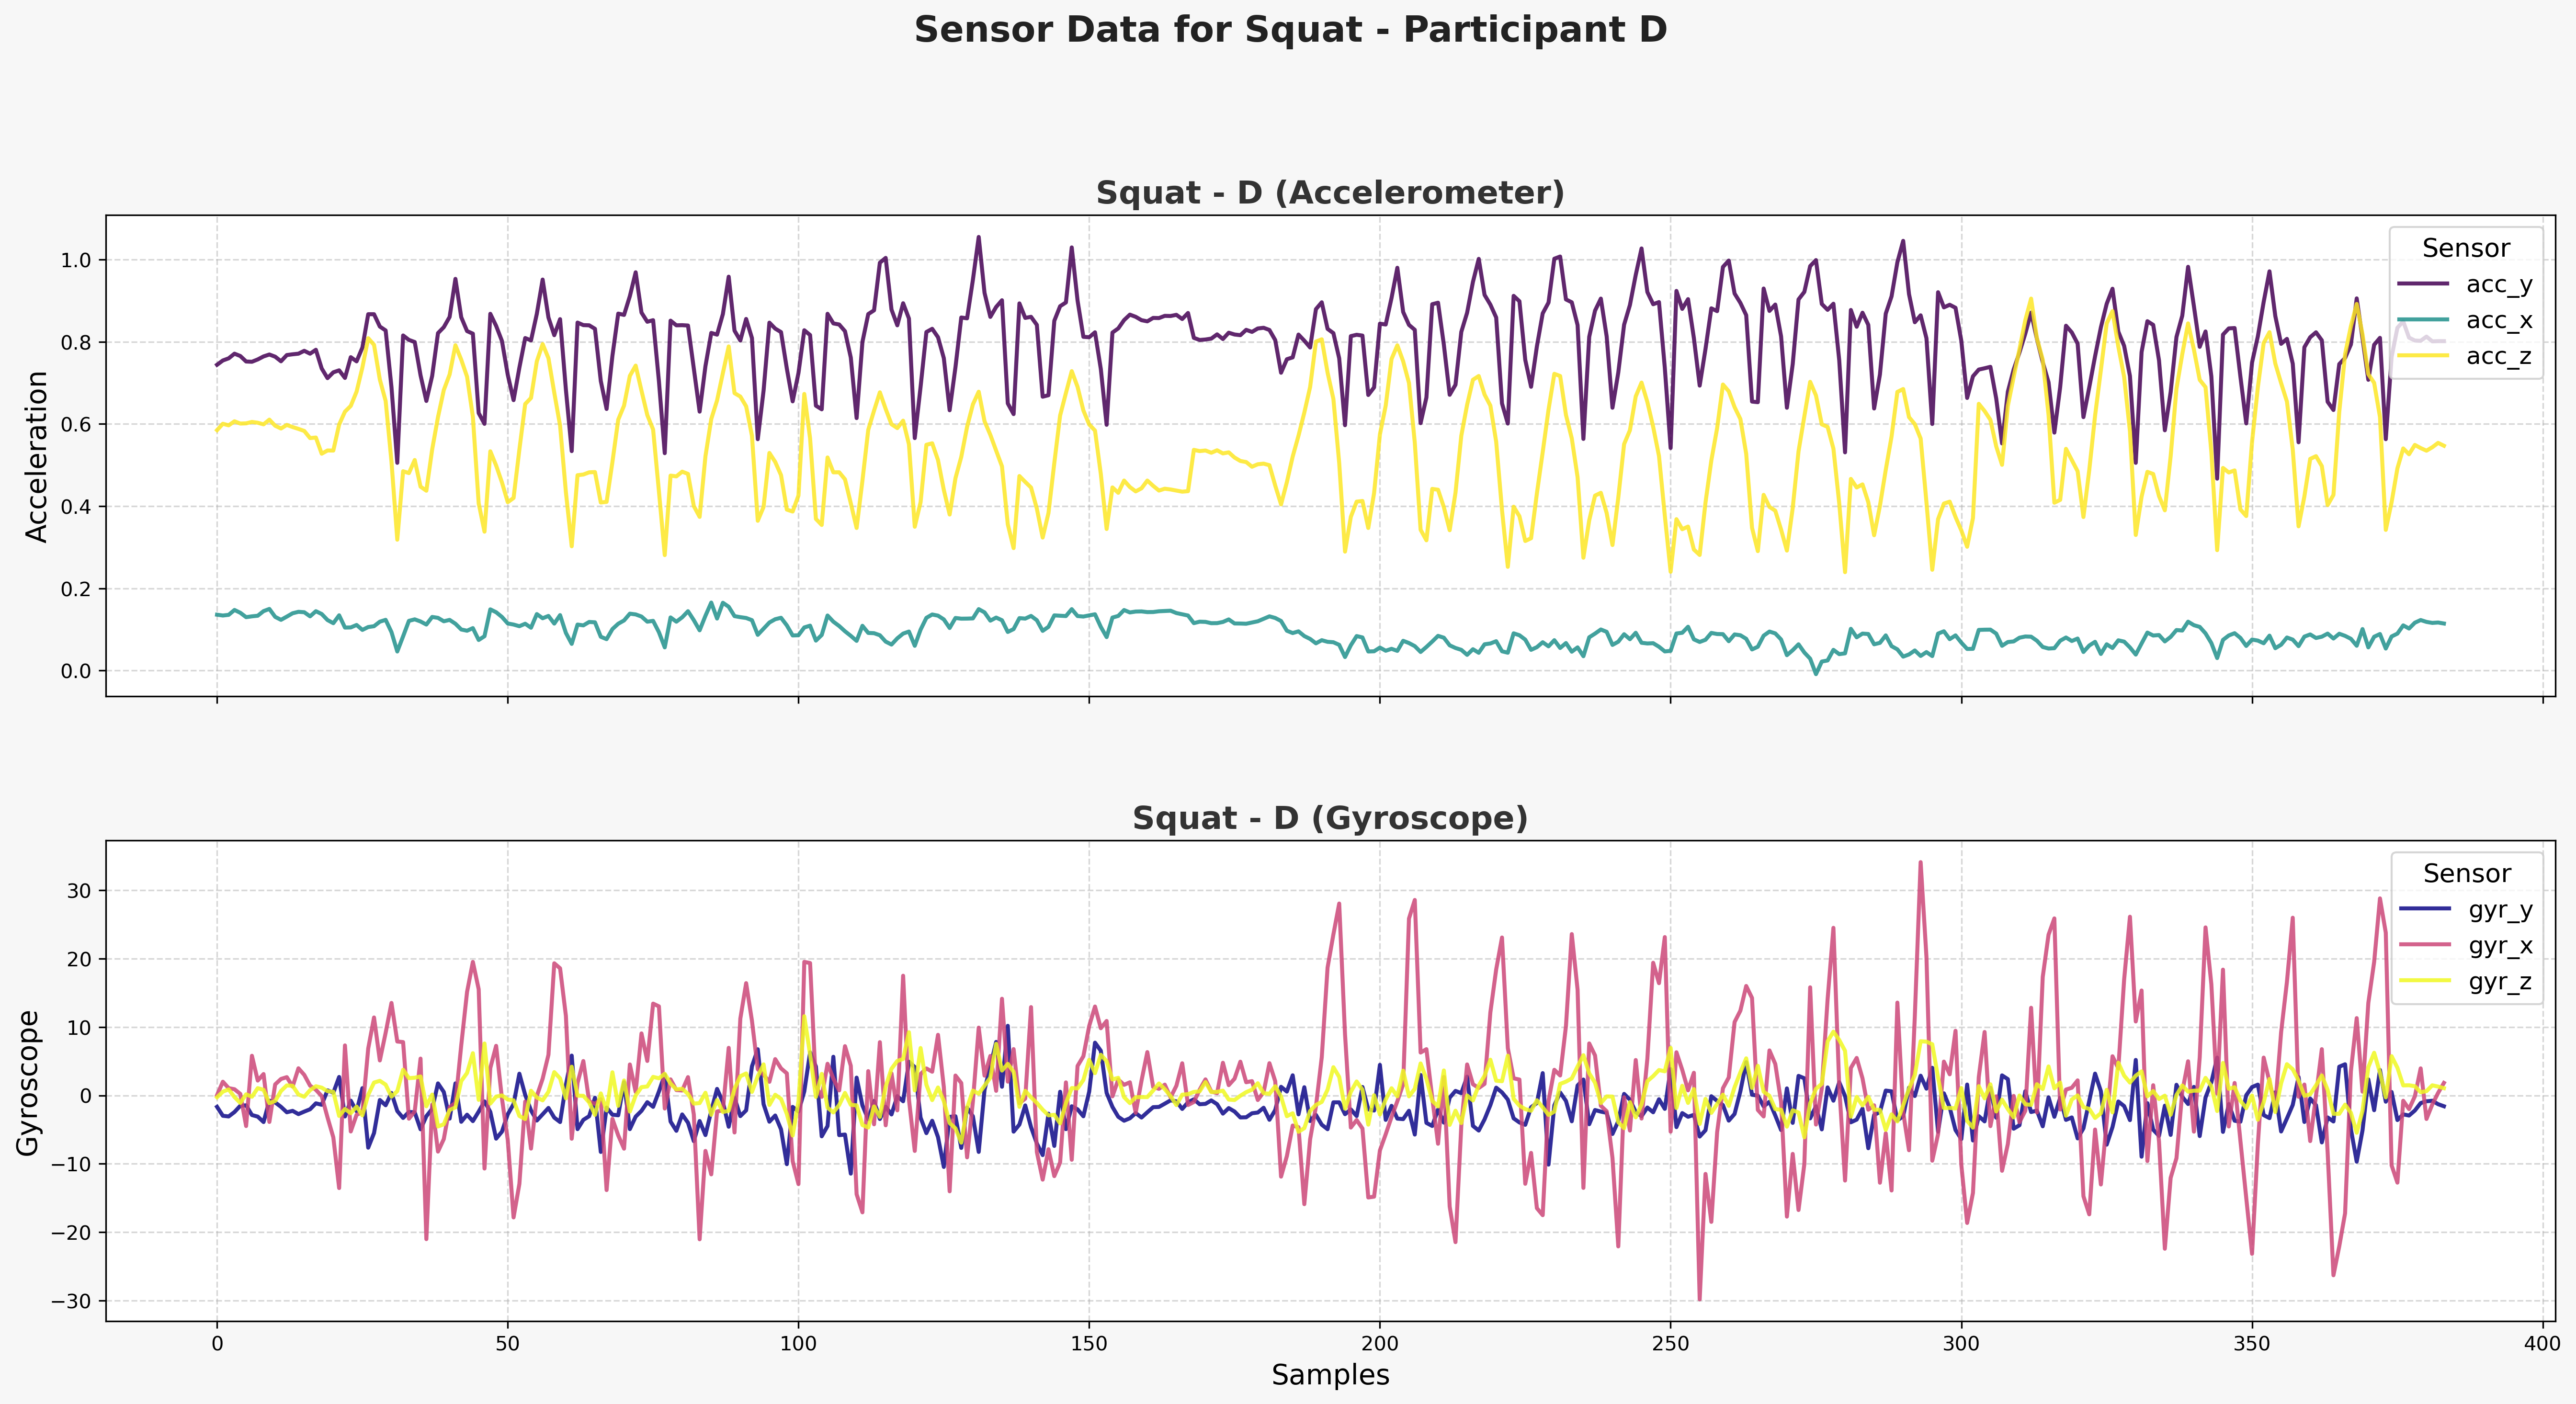 Sensor Data for Squat - Participant D
Squat - D (Accelerometer)
Acceleration
1.0
0.8
0.6
0.4
0.2
0.0
Sensor
acc_y
acc_x
acc_z
Squat - D (Gyroscope)
Gyroscope
30
20
10
0
−10
−20
−30
Sensor
gyr_y
gyr_x
gyr_z
0 50 100 150 200 250 300 350 400
Samples